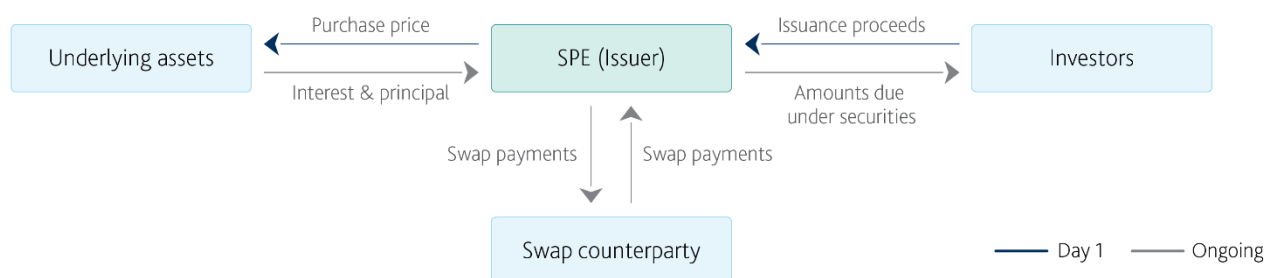 Purchase price
Issuance proceeds
Underlying assets
SPE (Issuer)
Investors
Interest & principal
Amounts due
under securities
Swap payments
Swap payments
Swap counterparty
Day 1
Ongoing